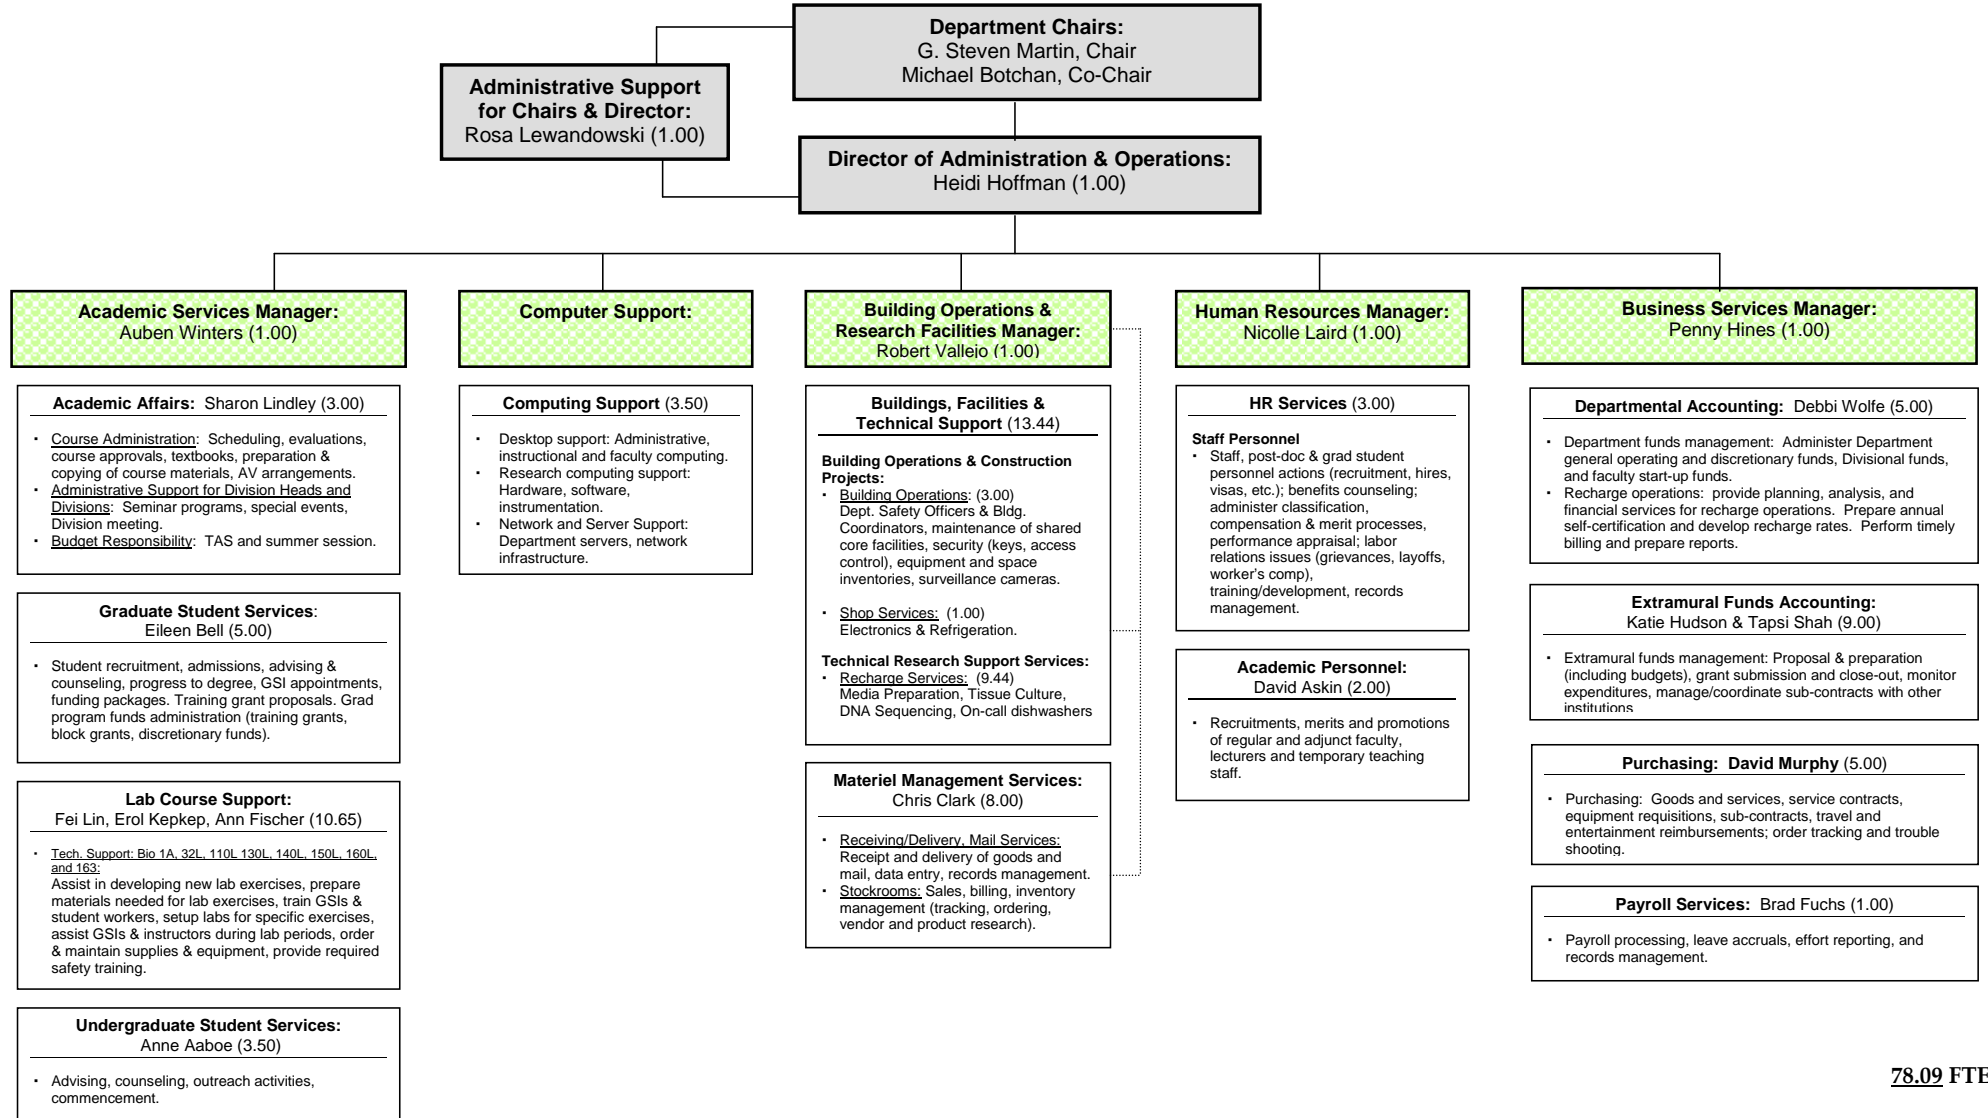 Department Chairs:
G. Steven Martin, Chair
Michael Botchan, Co-Chair
Administrative Support
for Chairs & Director:
Rosa Lewandowski (1.00)
Director of Administration & Operations:
Heidi Hoffman (1.00)
Academic Services Manager:
Auben Winters (1.00)
Academic Affairs: Sharon Lindley (3.00)
▪ Course Administration: Scheduling, evaluations,
course approvals, textbooks, preparation &
copying of course materials, AV arrangements.
▪ Administrative Support for Division Heads and
Divisions: Seminar programs, special events,
Division meeting.
▪ Budget Responsibility: TAS and summer session.
Graduate Student Services:
Eileen Bell (5.00)
▪ Student recruitment, admissions, advising &
counseling, progress to degree, GSI appointments,
funding packages. Training grant proposals. Grad
program funds administration (training grants,
block grants, discretionary funds).
Lab Course Support:
Fei Lin, Erol Kepkep, Ann Fischer (10.65)
▪ Tech. Support: Bio 1A, 32L, 110L 130L, 140L, 150L, 160L,
and 163:
Assist in developing new lab exercises, prepare
materials needed for lab exercises, train GSIs &
student workers, setup labs for specific exercises,
assist GSIs & instructors during lab periods, order
& maintain supplies & equipment, provide required
safety training.
Undergraduate Student Services:
Anne Aaboe (3.50)
▪ Advising, counseling, outreach activities,
commencement.
Computer Support:
Computing Support (3.50)
▪ Desktop support: Administrative,
instructional and faculty computing.
▪ Research computing support:
Hardware, software,
instrumentation.
▪ Network and Server Support:
Department servers, network
infrastructure.
Building Operations &
Research Facilities Manager:
Robert Vallejo (1.00)
Buildings, Facilities &
Technical Support (13.44)
Building Operations & Construction
Projects:
▪ Building Operations: (3.00)
Dept. Safety Officers & Bldg.
Coordinators, maintenance of shared
core facilities, security (keys, access
control), equipment and space
inventories, surveillance cameras.
▪ Shop Services: (1.00)
Electronics & Refrigeration.
Technical Research Support Services:
▪ Recharge Services: (9.44)
Media Preparation, Tissue Culture,
DNA Sequencing, On-call dishwashers
Materiel Management Services:
Chris Clark (8.00)
▪ Receiving/Delivery, Mail Services:
Receipt and delivery of goods and
mail, data entry, records management.
▪ Stockrooms: Sales, billing, inventory
management (tracking, ordering,
vendor and product research).
Human Resources Manager:
Nicolle Laird (1.00)
HR Services (3.00)
Staff Personnel
▪ Staff, post-doc & grad student
personnel actions (recruitment, hires,
visas, etc.); benefits counseling;
administer classification,
compensation & merit processes,
performance appraisal; labor
relations issues (grievances, layoffs,
worker's comp),
training/development, records
management.
Academic Personnel:
David Askin (2.00)
▪ Recruitments, merits and promotions
of regular and adjunct faculty,
lecturers and temporary teaching
staff.
Business Services Manager:
Penny Hines (1.00)
Departmental Accounting: Debbi Wolfe (5.00)
▪ Department funds management: Administer Department
general operating and discretionary funds, Divisional funds,
and faculty start-up funds.
▪ Recharge operations: provide planning, analysis, and
financial services for recharge operations. Prepare annual
self-certification and develop recharge rates. Perform timely
billing and prepare reports.
Extramural Funds Accounting:
Katie Hudson & Tapsi Shah (9.00)
▪ Extramural funds management: Proposal & preparation
(including budgets), grant submission and close-out, monitor
expenditures, manage/coordinate sub-contracts with other
institutions
Purchasing: David Murphy (5.00)
▪ Purchasing: Goods and services, service contracts,
equipment requisitions, sub-contracts, travel and
entertainment reimbursements; order tracking and trouble
shooting.
Payroll Services: Brad Fuchs (1.00)
▪ Payroll processing, leave accruals, effort reporting, and
records management.
78.09 FTE